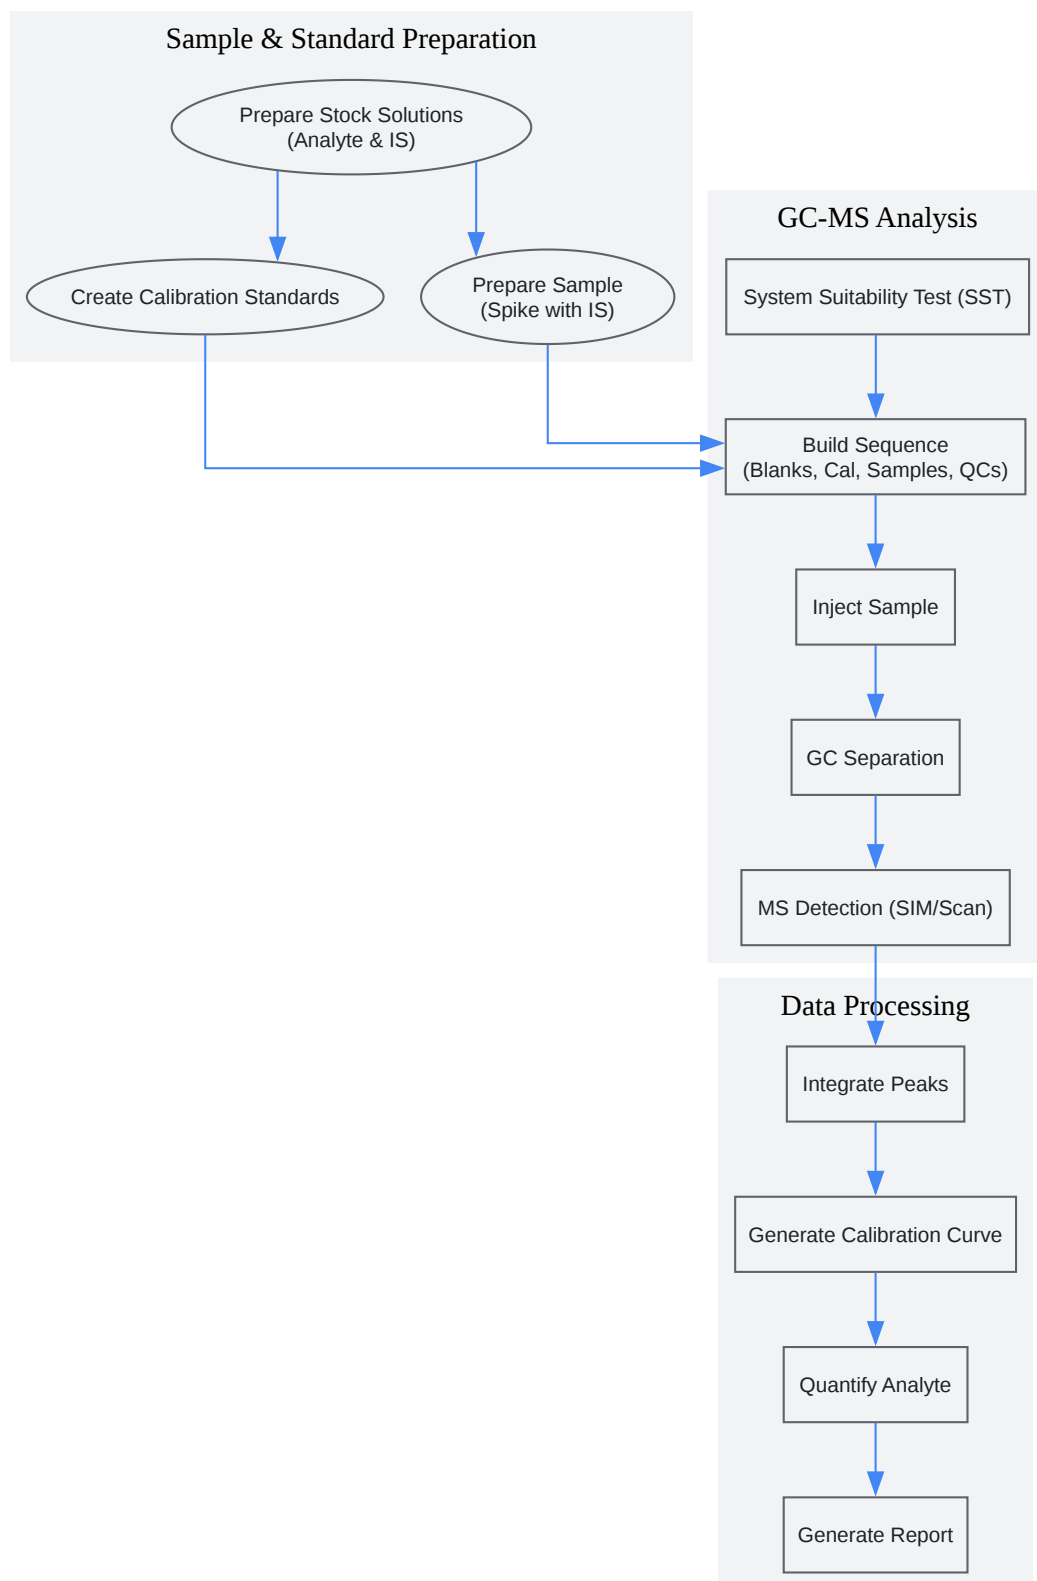 Sample & Standard Preparation
Prepare Stock Solutions
(Analyte & IS)
Create Calibration Standards
Prepare Sample
(Spike with IS)
GC-MS Analysis
System Suitability Test (SST)
Build Sequence
(Blanks, Cal, Samples, QCs)
Inject Sample
GC Separation
MS Detection (SIM/Scan)
Data Processing
Integrate Peaks
Generate Calibration Curve
Quantify Analyte
Generate Report